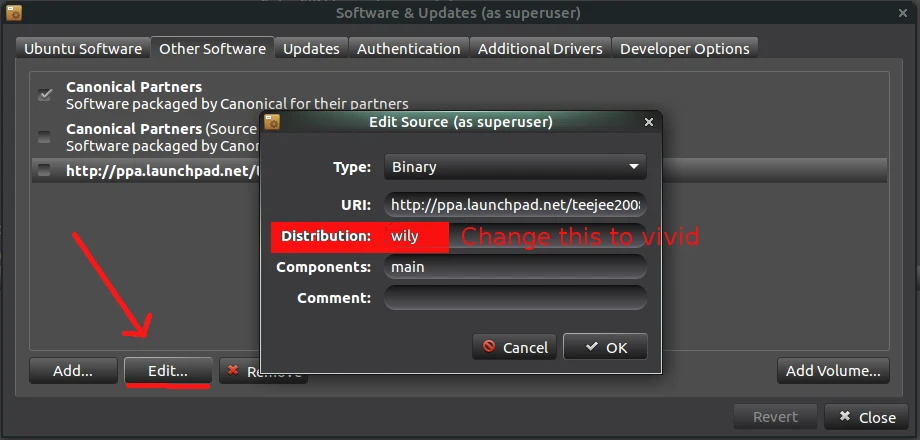 Software & Updates (as superuser)
Ubuntu Software Other Software Updates Authentication Additional Drivers Developer Options
Canonical Partners
Software packaged by Canonical for their partners
Canonical Partners (Source
Software packaged by Canon
http://ppa.launchpad.net/t
Edit Source (as superuser)
Type: Binary
URI: http://ppa.launchpad.net/teejee2008
Distribution: wily Change this to vivid
Components: main
Comment:
Cancel OK
Add... Edit... Remove Add Volume...
Revert Close